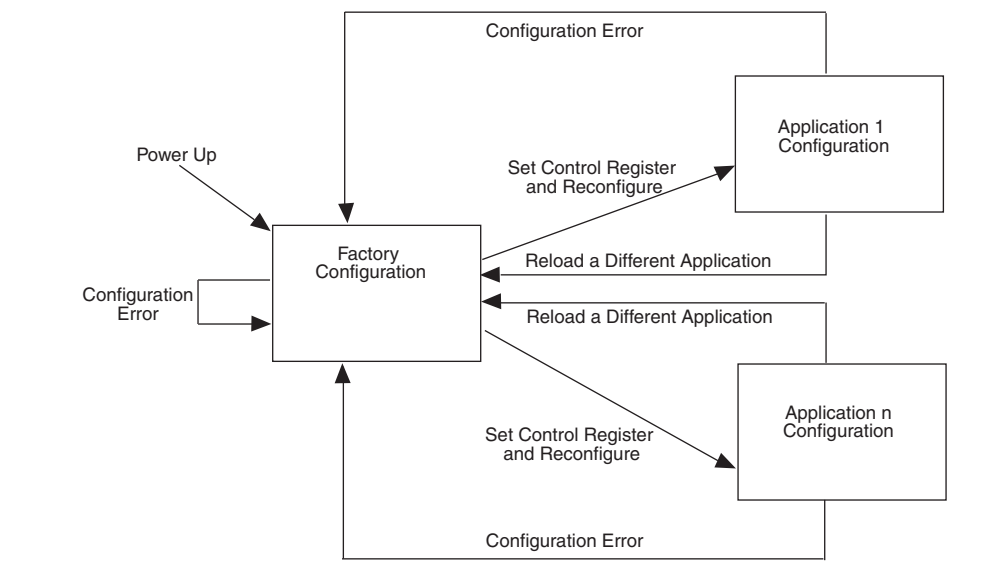 Configuration Error
Application 1
Configuration
Power Up
Set Control Register
and Reconfigure
Factory
Configuration
Reload a Different Application
Configuration
Error
Reload a Different Application
Application n
Configuration
Set Control Register
and Reconfigure
Configuration Error